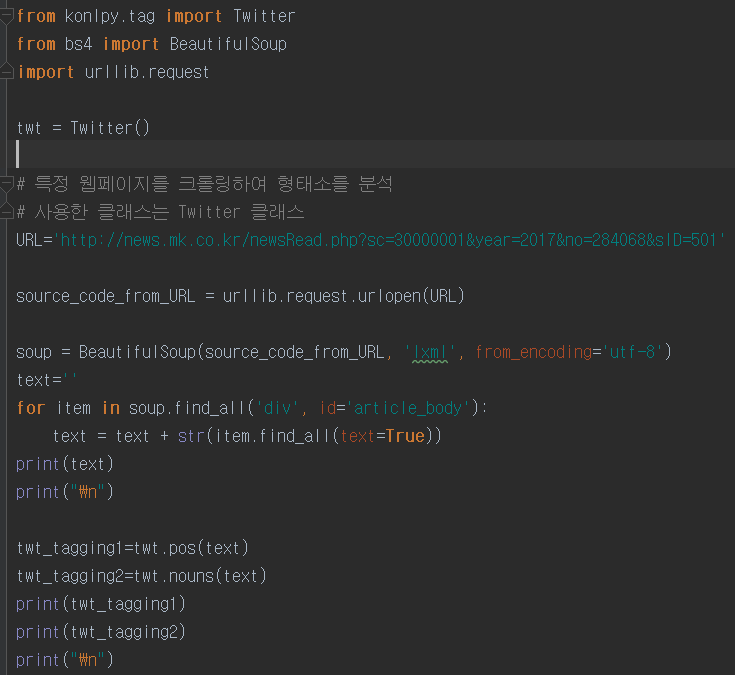 from konlpy.tag import Twitter
from bs4 import BeautifulSoup
import urllib.request
twt = Twitter()
# 특정 웹페이지를 크롤링하여 형태소를 분석
# 사용한 클래스는 Twitter 클래스
URL='http://news.mk.co.kr/newsRead.php?sc=30000001&year=2017&no=284068&sID=501'
source_code_from_URL = urllib.request.urlopen(URL)
soup = BeautifulSoup(source_code_from_URL, 'lxml', from_encoding='utf-8')
text=''
for item in soup.find_all('div', id='article_body'):
    text = text + str(item.find_all(text=True))
print(text)
print("₩n")
twt_tagging1=twt.pos(text)
twt_tagging2=twt.nouns(text)
print(twt_tagging1)
print(twt_tagging2)
print("₩n")